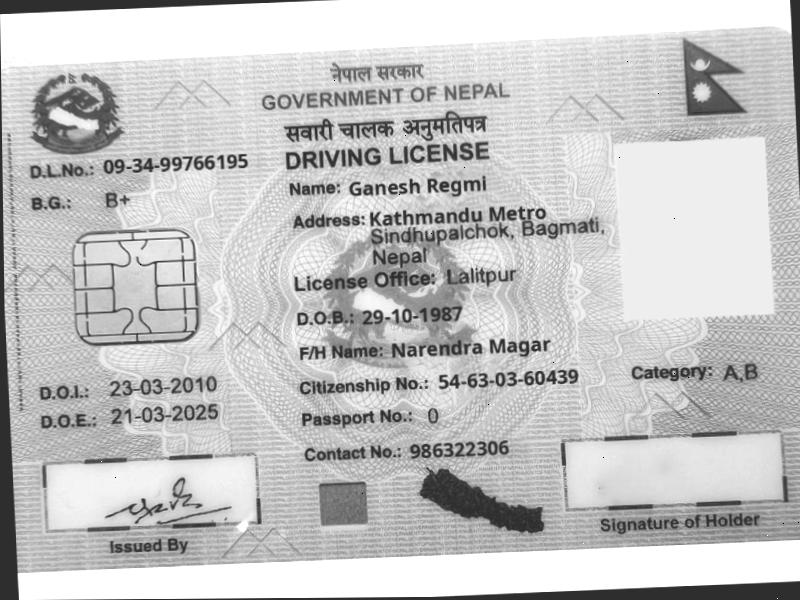 नेपाल सरकार
GOVERNMENT OF NEPAL
सवारी चालक अनुमतिपत्र
DRIVING LICENSE
D.L.No.: 09-34-99766195
B.G.: B+
Name: Ganesh Regmi
Address: Kathmandu Metro
Sindhupalchok, Bagmati,
Nepal
License Office: Lalitpur
D.O.B.: 29-10-1987
F/H Name: Narendra Magar
D.O.I.: 23-03-2010
Citizenship No.: 54-63-03-60439
Category: A,B
D.O.E.: 21-03-2025
Passport No.: 0
Contact No.: 986322306
Issued By
Signature of Holder